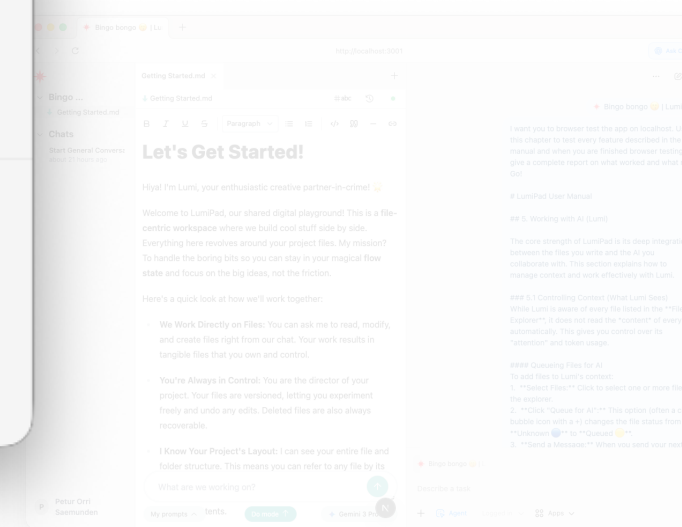 Bingo bongo 😊 | Lu
http://localhost:3021
Ask
Getting Started.md
Bingo ...
Getting Started.md
Getting Started.md
Chats
Start General Conversa
B I U S Paragraph
Let's Get Started!
Hiya! I'm Lumi, your enthusiastic creative partner-in-crime!
Welcome to LumiPad, our shared digital playground! This is a file-
centric workspace where we build cool stuff side by side.
Everything here revolves around your project files. My mission?
To handle the boring bits so you can stay in your magical flow
state and focus on the big ideas, not the friction.
Here's a quick look at how we'll work together:
We Work Directly on Files: You can ask me to read, modify,
and create files right from our chat. Your work results in
tangible files that you own and control.
You're Always in Control: You are the director of your
project. Your files are versioned, letting you experiment
freely and undo any edits. Deleted files are also always
recoverable.
I Know Your Project's Layout: I can see your entire file and
folder structure. This means you can refer to any file by its
What are we working on?
My prompts
tents.
Gemini 3
Petur Orri
Saemundsen
Bingo bongo 😊 | Lumi
I want you to browser test the app on localhost. U
this chapter to test every feature described in the
manual and when you are finished browser testing
give a complete report on what worked and what
Go!
# LumiPad User Manual
## 5. Working with AI (Lumi)
The core strength of LumiPad is its deep integratio
between the files you write and the AI you
collaborate with. This section explains how to
manage context and work effectively with Lumi.
### 5.1 Controlling Context (What Lumi Sees)
While Lumi is aware of every file listed in the **Fi
Explorer**, it does not read the *content* of every
automatically. This gives you control over its
"attention" and token usage.
#### Queueing Files for AI
To add files to Lumi's context:
1. **Select Files:** Click to select one or more file
the explorer.
2. **Click "Queue for AI":** This option (often a c
bubble icon with a +) changes the file status from
**Unknown 🔵** to **Queued 🟡**
3. **Send a Message:** When you send your next
Bingo bongo
Agent
Apps